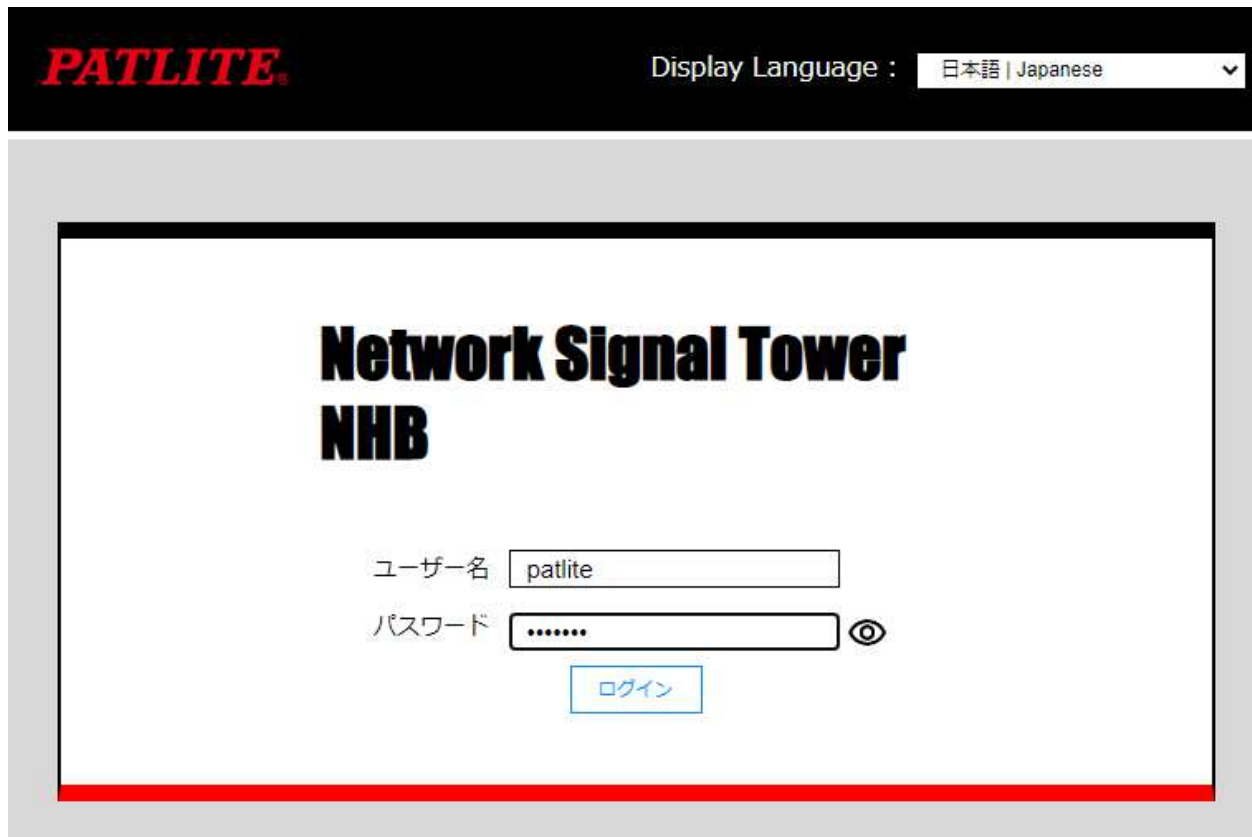 PATLITE®
Display Language : 日本語 | Japanese
Network Signal Tower
NHB
ユーザー名 patlite
パスワード •••••••
ログイン